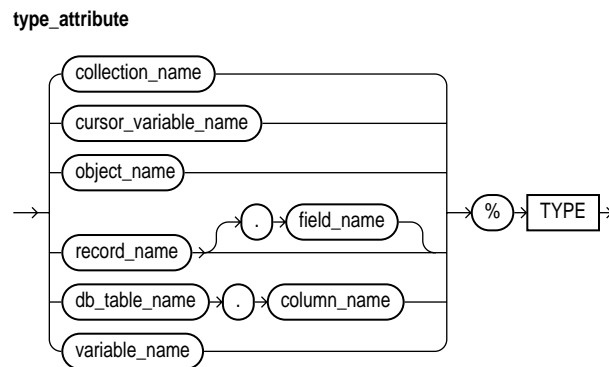 type_attribute
collection_name
cursor_variable_name
object_name
% TYPE
. field_name
record_name
db_table_name . column_name
variable_name